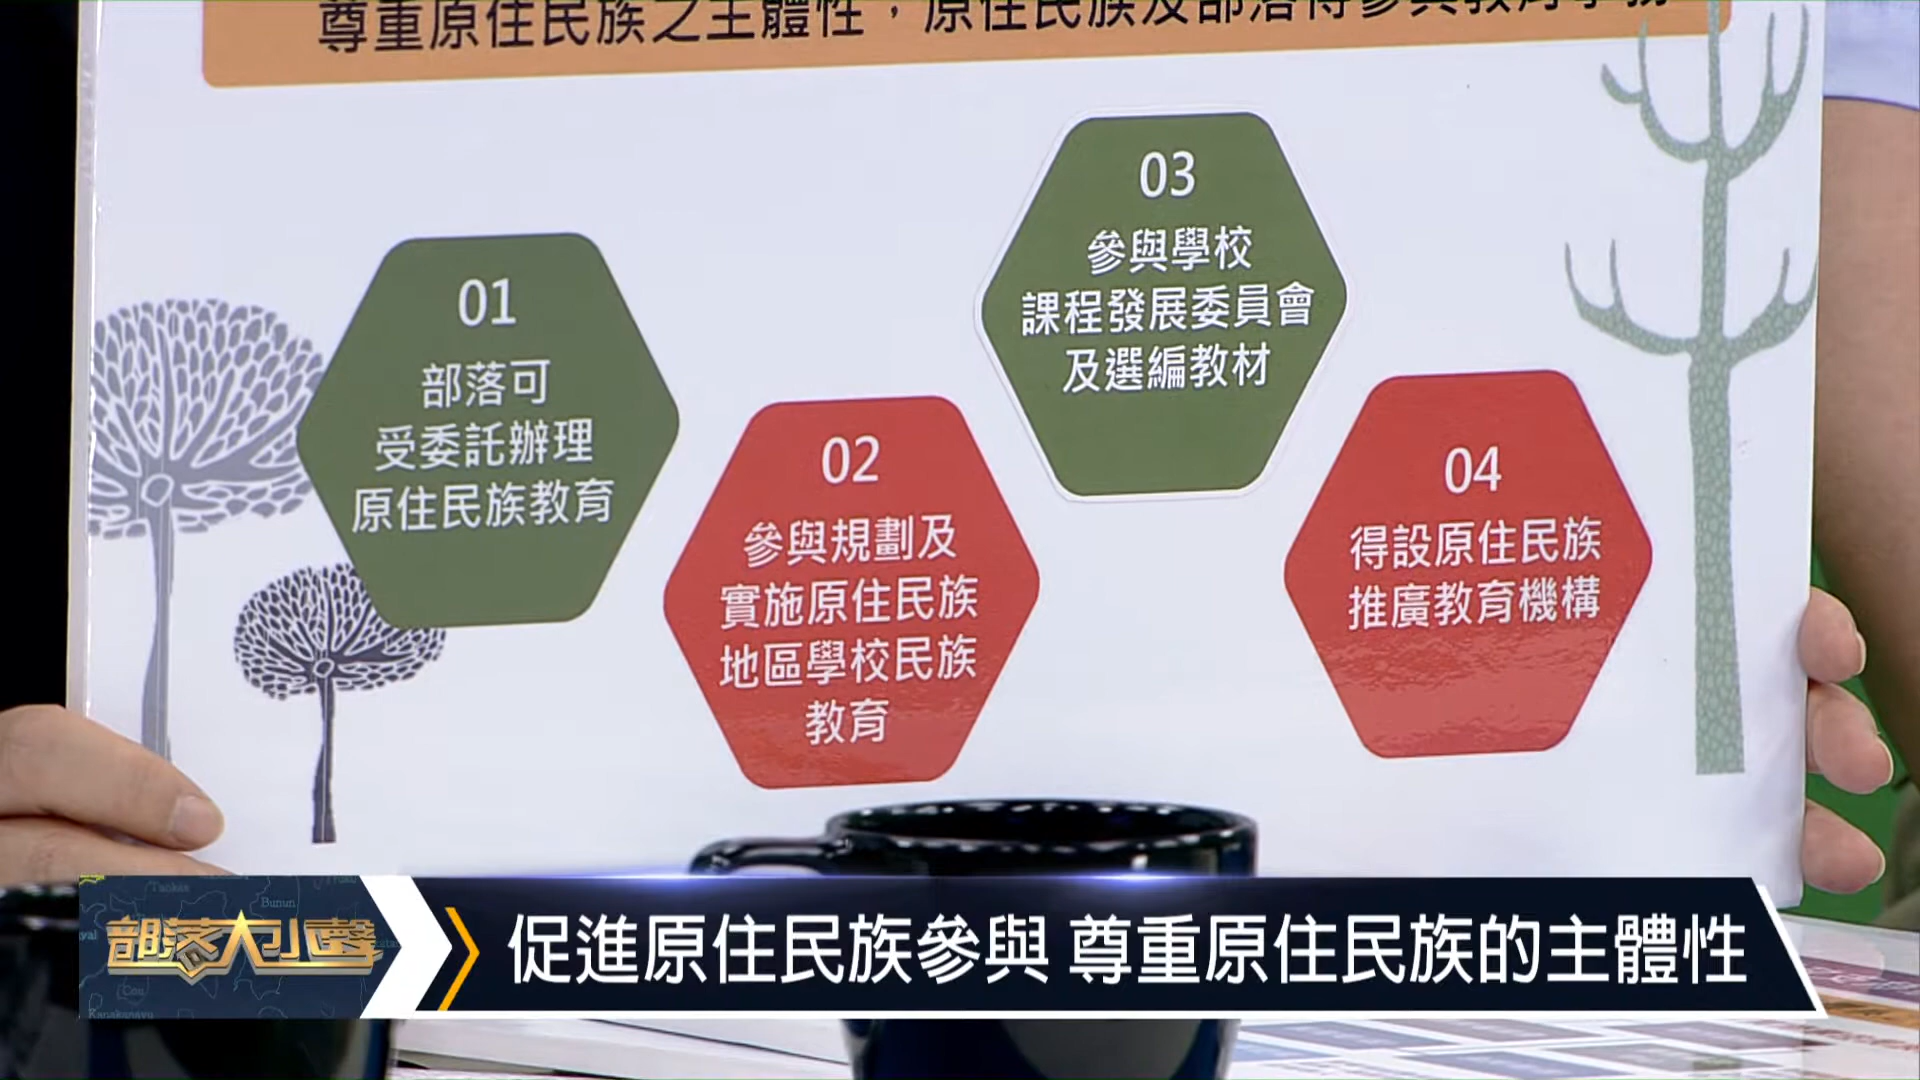 尊重原住民族之主體性，原住民族及部落得參與教育事務
01
部落可
受委託辦理
原住民族教育
02
參與規劃及
實施原住民族
地區學校民族
教育
03
參與學校
課程發展委員會
及選編教材
04
得設原住民族
推廣教育機構
Taokas
Bunun
部落大小聲
Cou
Kanakanavu
促進原住民族參與 尊重原住民族的主體性